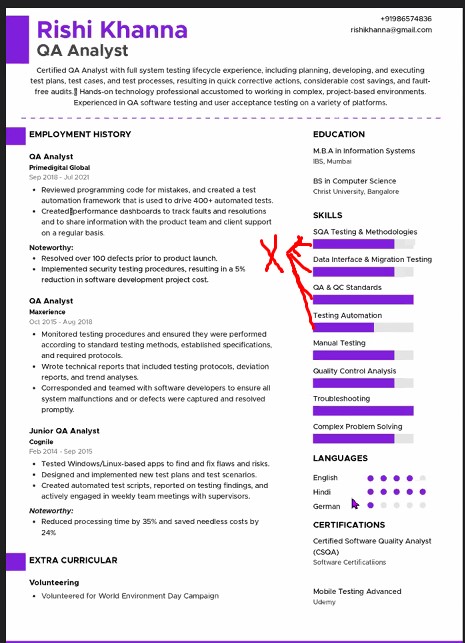 +91986574836
rishikhanna@gmail.com
Rishi Khanna
QA Analyst
Certified QA Analyst with full system testing lifecycle experience, including planning, developing, and executing
test plans, test cases, and test processes, resulting in quick corrective actions, considerable cost savings, and fault-
free audits. Hands-on technology professional accustomed to working in complex, project-based environments.
Experienced in QA software testing and user acceptance testing on a variety of platforms.
EMPLOYMENT HISTORY
QA Analyst
Primedigital Global
Sep 2018 - Jul 2021
• Reviewed programming code for mistakes, and created a test
automation framework that is used to drive 400+ automated tests.
• Created performance dashboards to track faults and resolutions
and to share information with the product team and client support
on a regular basis.
Noteworthy:
• Resolved over 100 defects prior to product launch.
• Implemented security testing procedures, resulting in a 5%
reduction in software development project cost.
QA Analyst
Maxerience
Oct 2015 - Aug 2018
• Monitored testing procedures and ensured they were performed
according to standard testing methods, established specifications,
and required protocols.
• Wrote technical reports that included testing protocols, deviation
reports, and trend analyses.
• Corresponded and teamed with software developers to ensure all
system malfunctions and or defects were captured and resolved
promptly.
Junior QA Analyst
Cognile
Feb 2014 - Sep 2015
• Tested Windows/Linux-based apps to find and fix flaws and risks.
• Designed and implemented new test plans and test scenarios.
• Created automated test scripts, reported on testing findings, and
actively engaged in weekly team meetings with supervisors.
Noteworthy:
• Reduced processing time by 35% and saved needless costs by
24%
EXTRA CURRICULAR
Volunteering
• Volunteered for World Environment Day Campaign
EDUCATION
M.B.A in Information Systems
IBS, Mumbai
BS in Computer Science
Christ University, Bangalore
SKILLS
SQA Testing & Methodologies
Data Interface & Migration Testing
QA & QC Standards
Testing Automation
Manual Testing
Quality Control Analysis
Troubleshooting
Complex Problem Solving
LANGUAGES
English
Hindi
German
CERTIFICATIONS
Certified Software Quality Analyst
(CSQA)
Software Certifications
Mobile Testing Advanced
Udemy